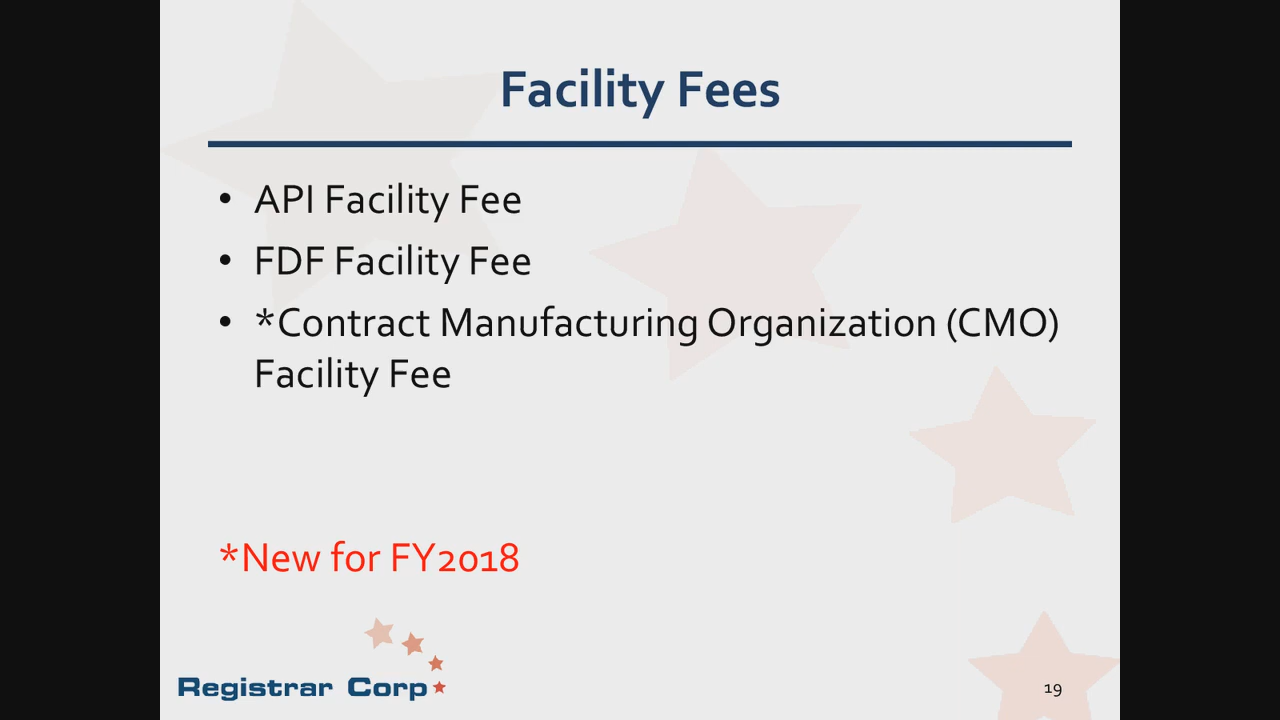 Facility Fees
• API Facility Fee
• FDF Facility Fee
• *Contract Manufacturing Organization (CMO)
Facility Fee
*New for FY2018
Registrar Corp
19